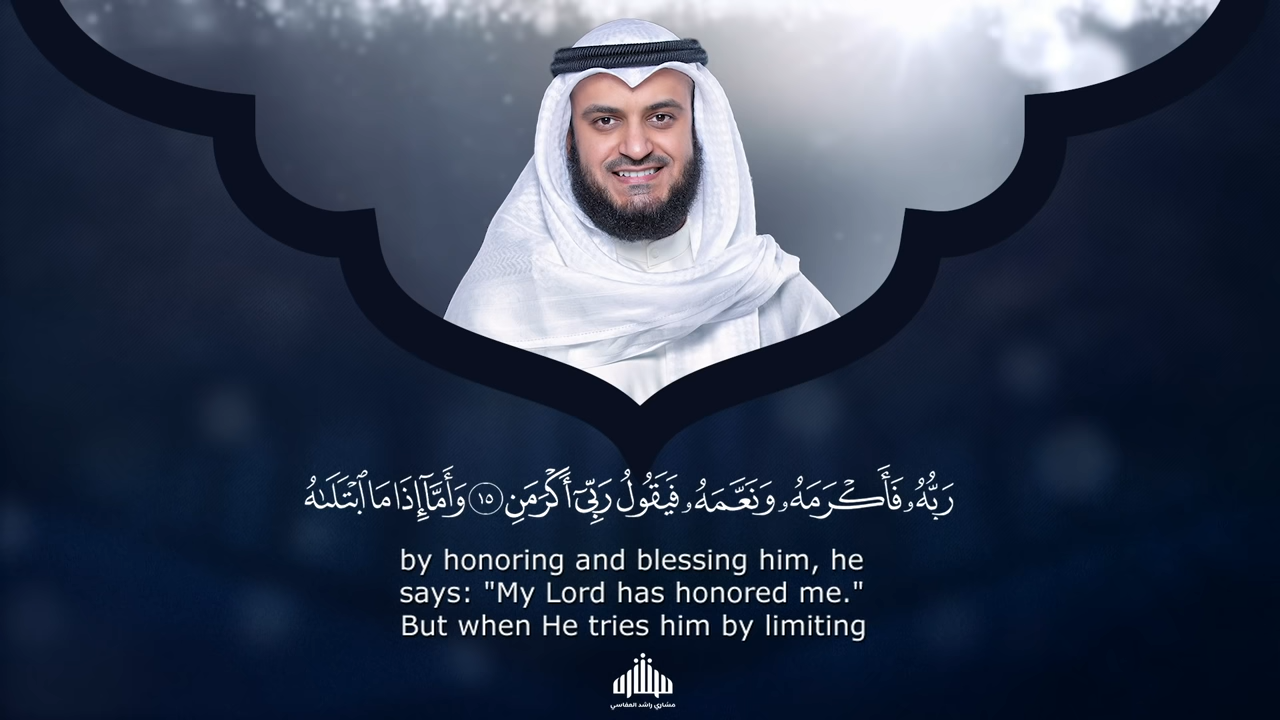 رَبُّهُۥ فَأَكۡرَمَهُۥ وَنَعَّمَهُۥ فَيَقُولُ رَبِّيٓ أَكۡرَمَنِ ١٥ وَأَمَّآ إِذَا مَا ٱبۡتَلَىٰهُ
by honoring and blessing him, he
says: "My Lord has honored me."
But when He tries him by limiting
مشاري راشد العفاسي